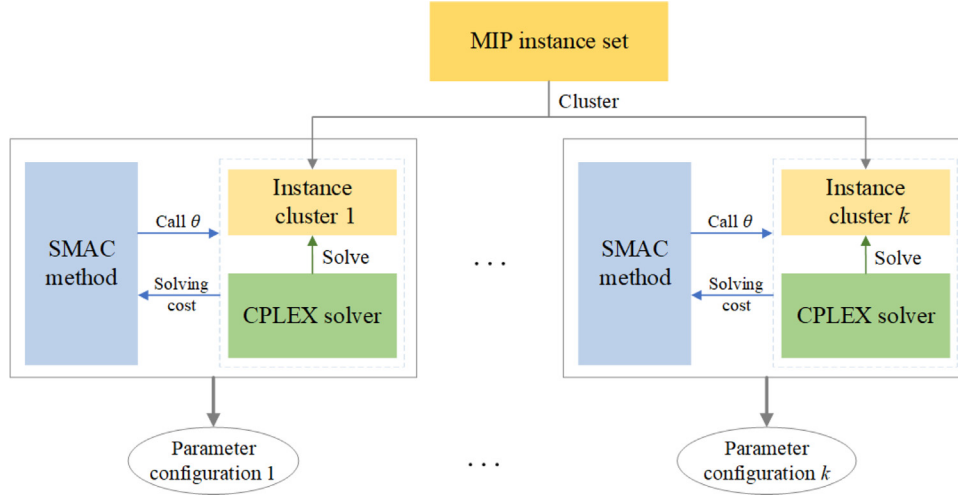 MIP instance set
Cluster
SMAC
method
Call θ
Solving
cost
Instance
cluster 1
Solve
CPLEX solver
. . .
SMAC
method
Call θ
Solving
cost
Instance
cluster k
Solve
CPLEX solver
Parameter
configuration 1
. . .
Parameter
configuration k